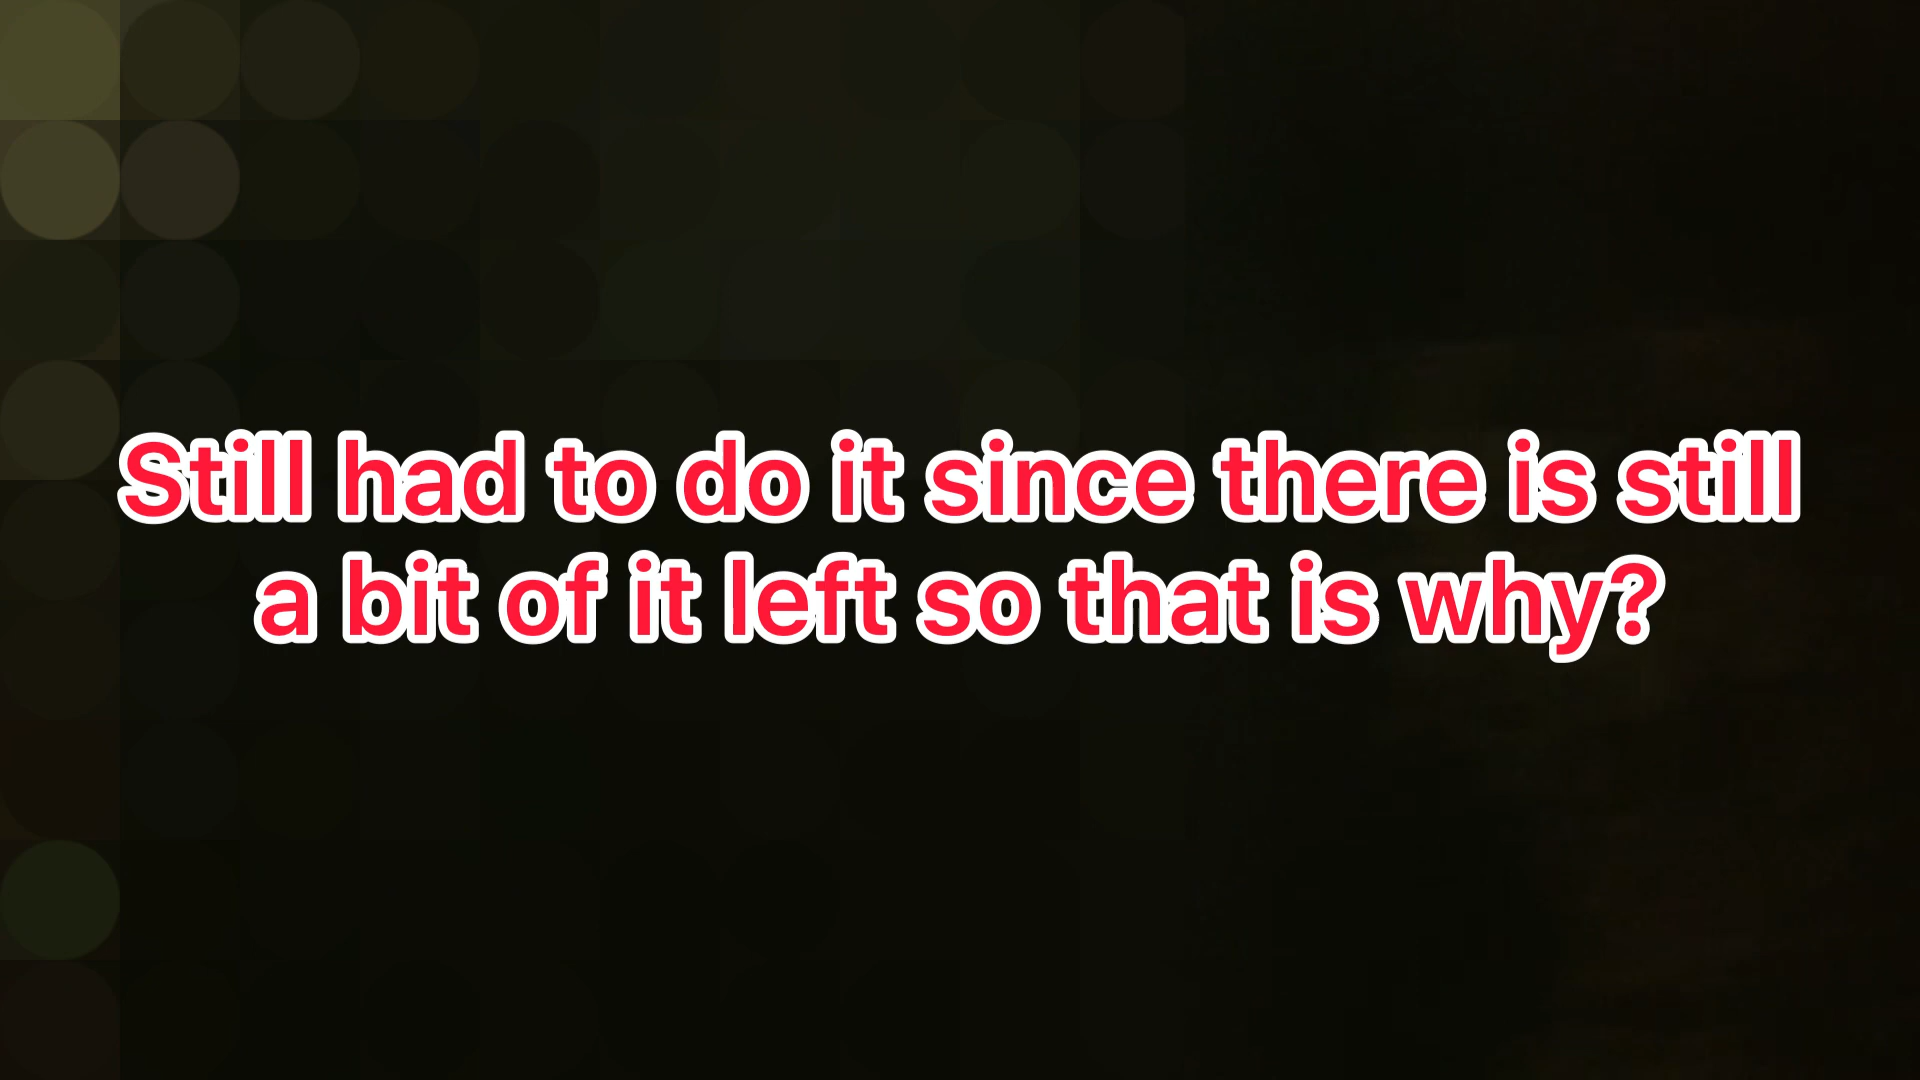 Still had to do it since there is still
a bit of it left so that is why?